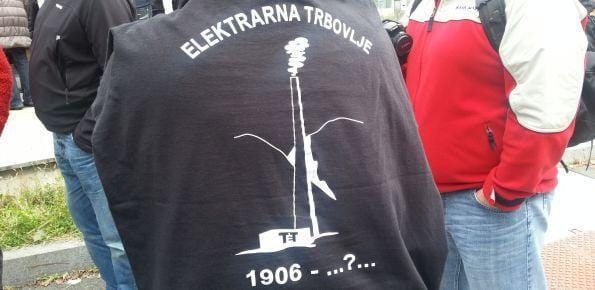 ELEKTRARNA TRBOVLJE
TET
1906 - ...?...